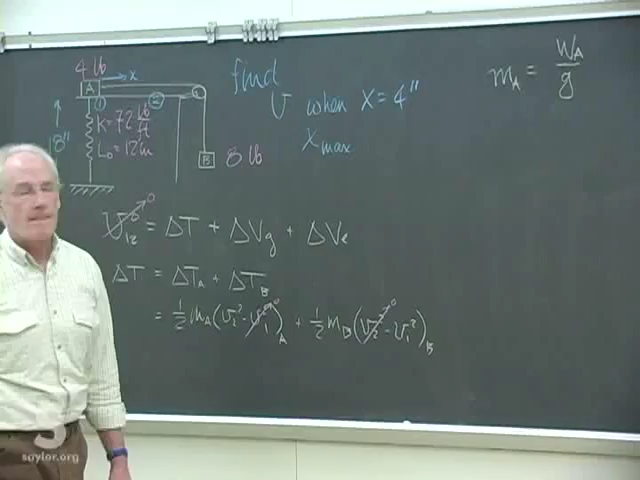 4 lb
A → x
① ②
18"
K = 72 lb/ft
L₀ = 12 in
B 8 lb
find
v when x = 4"
x max
m_A = W_A/g
U₁₂ = ΔT + ΔV_g + ΔV_e
ΔT = ΔT_A + ΔT_B
= ½ m_A (v₂² - v₁²)_A + ½ m_B (v₂² - v₁²)_B
saylor.org